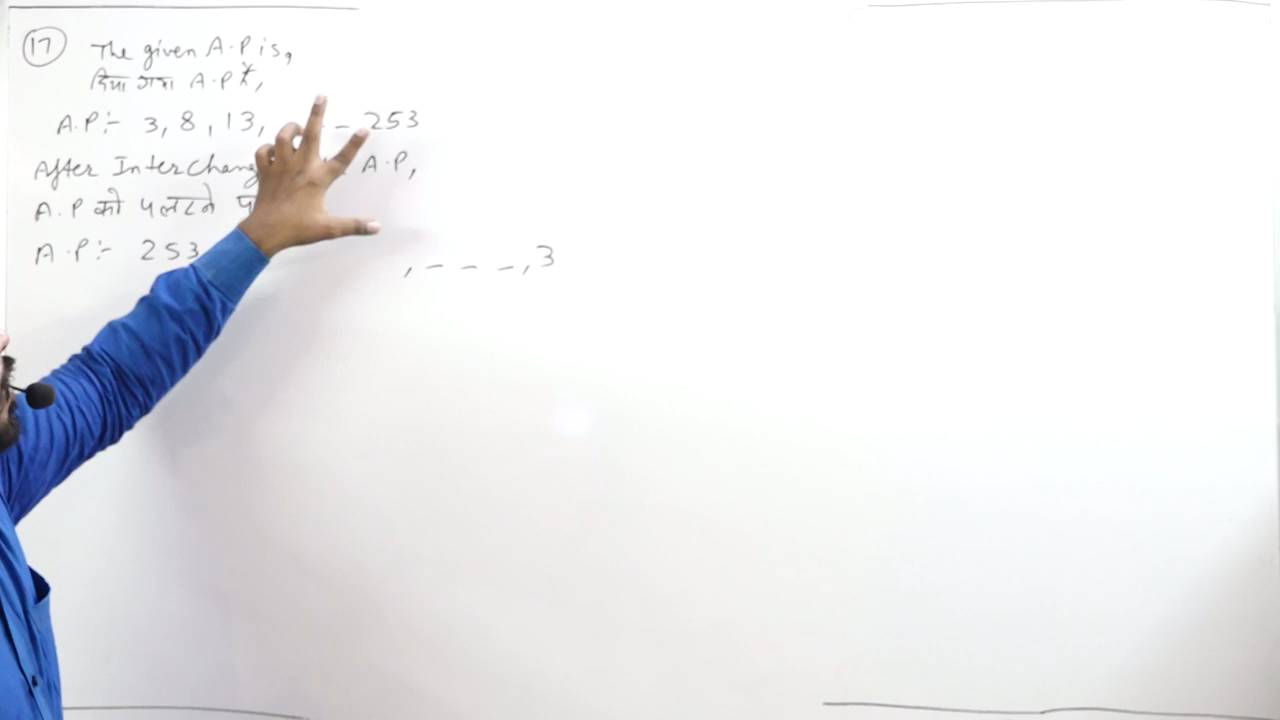 17 The given A.P is,
दिया गया A.P है,
A.P:- 3, 8, 13, - - 253
After Interchang A.P,
A.P को पलटने
A.P:- 253 , - - - , 3